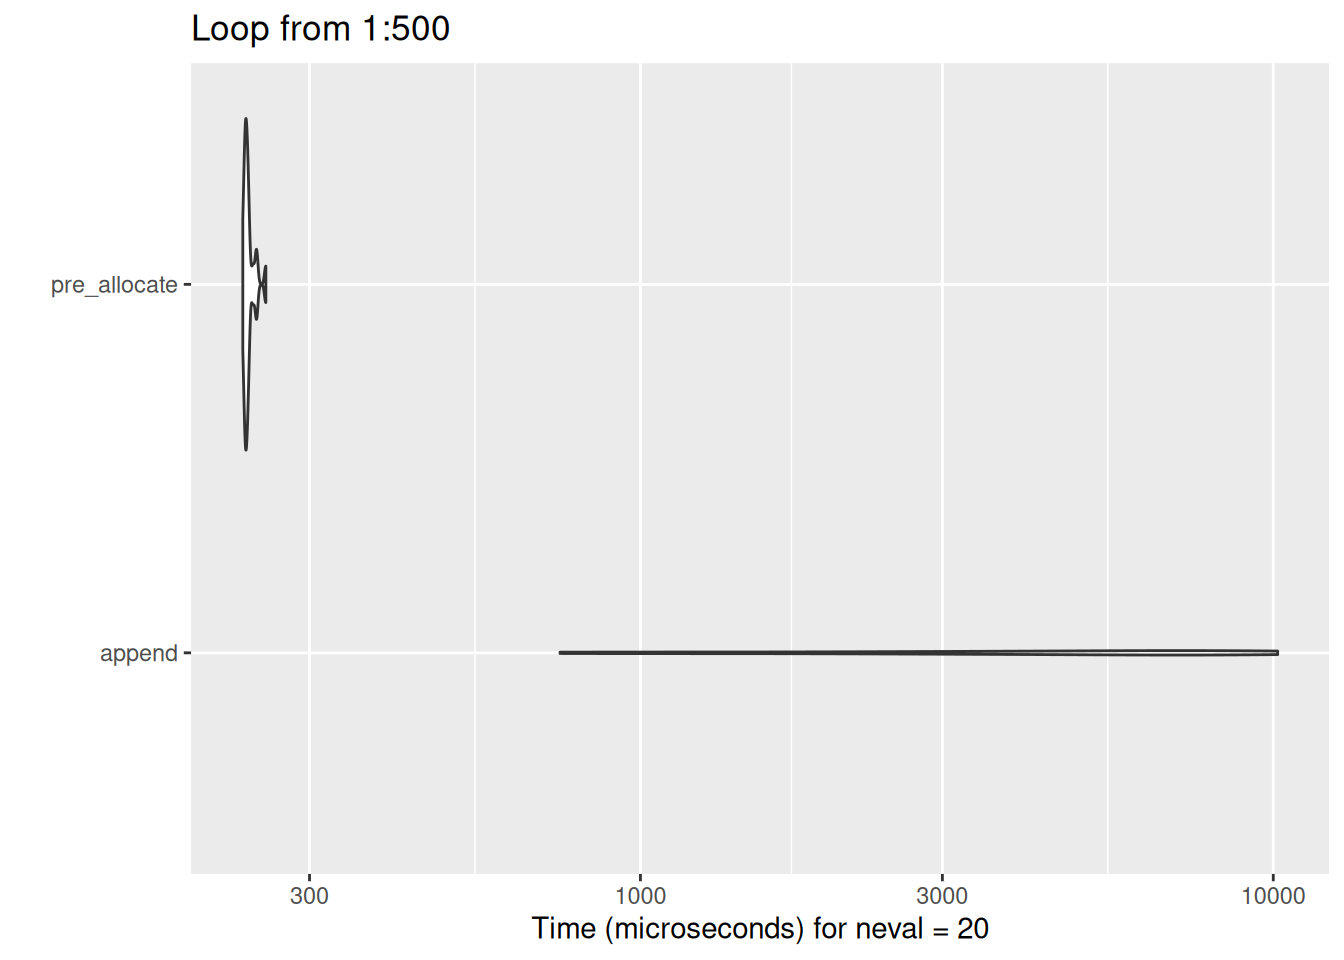 Loop from 1:500
pre_allocate
append
300
1000
3000
10000
Time (microseconds) for neval = 20